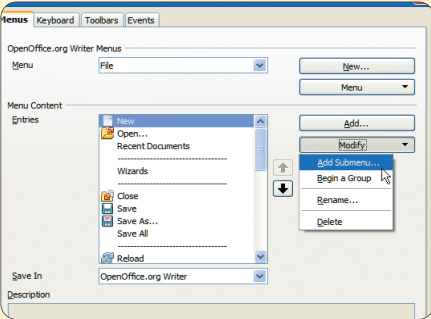 Menus Keyboard Toolbars Events
OpenOffice.org Writer Menus
Menu File New...
Menu
Menu Content
Entries New Add...
Open... Modify
Recent Documents Add Submenu...
Wizards Begin a Group
Close Rename...
Save Delete
Save As...
Save All
Reload
Save In OpenOffice.org Writer
Description